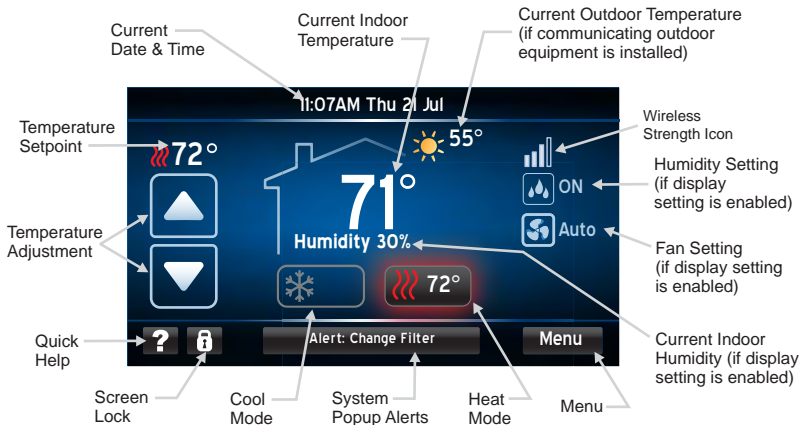 Current
Date & Time
Current Indoor
Temperature
Current Outdoor Temperature
(if communicating outdoor
equipment is installed)
11:07AM Thu 21 Jul
Temperature
Setpoint
72°
55°
Wireless
Strength Icon
71°
Humidity 30%
ON
Humidity Setting
(if display
setting is enabled)
Auto
Temperature
Adjustment
Fan Setting
(if display setting
is enabled)
72°
Quick
Help
?
Alert: Change Filter
Menu
Current Indoor
Humidity (if display
setting is enabled)
Screen
Lock
Cool
Mode
System
Popup Alerts
Heat
Mode
Menu